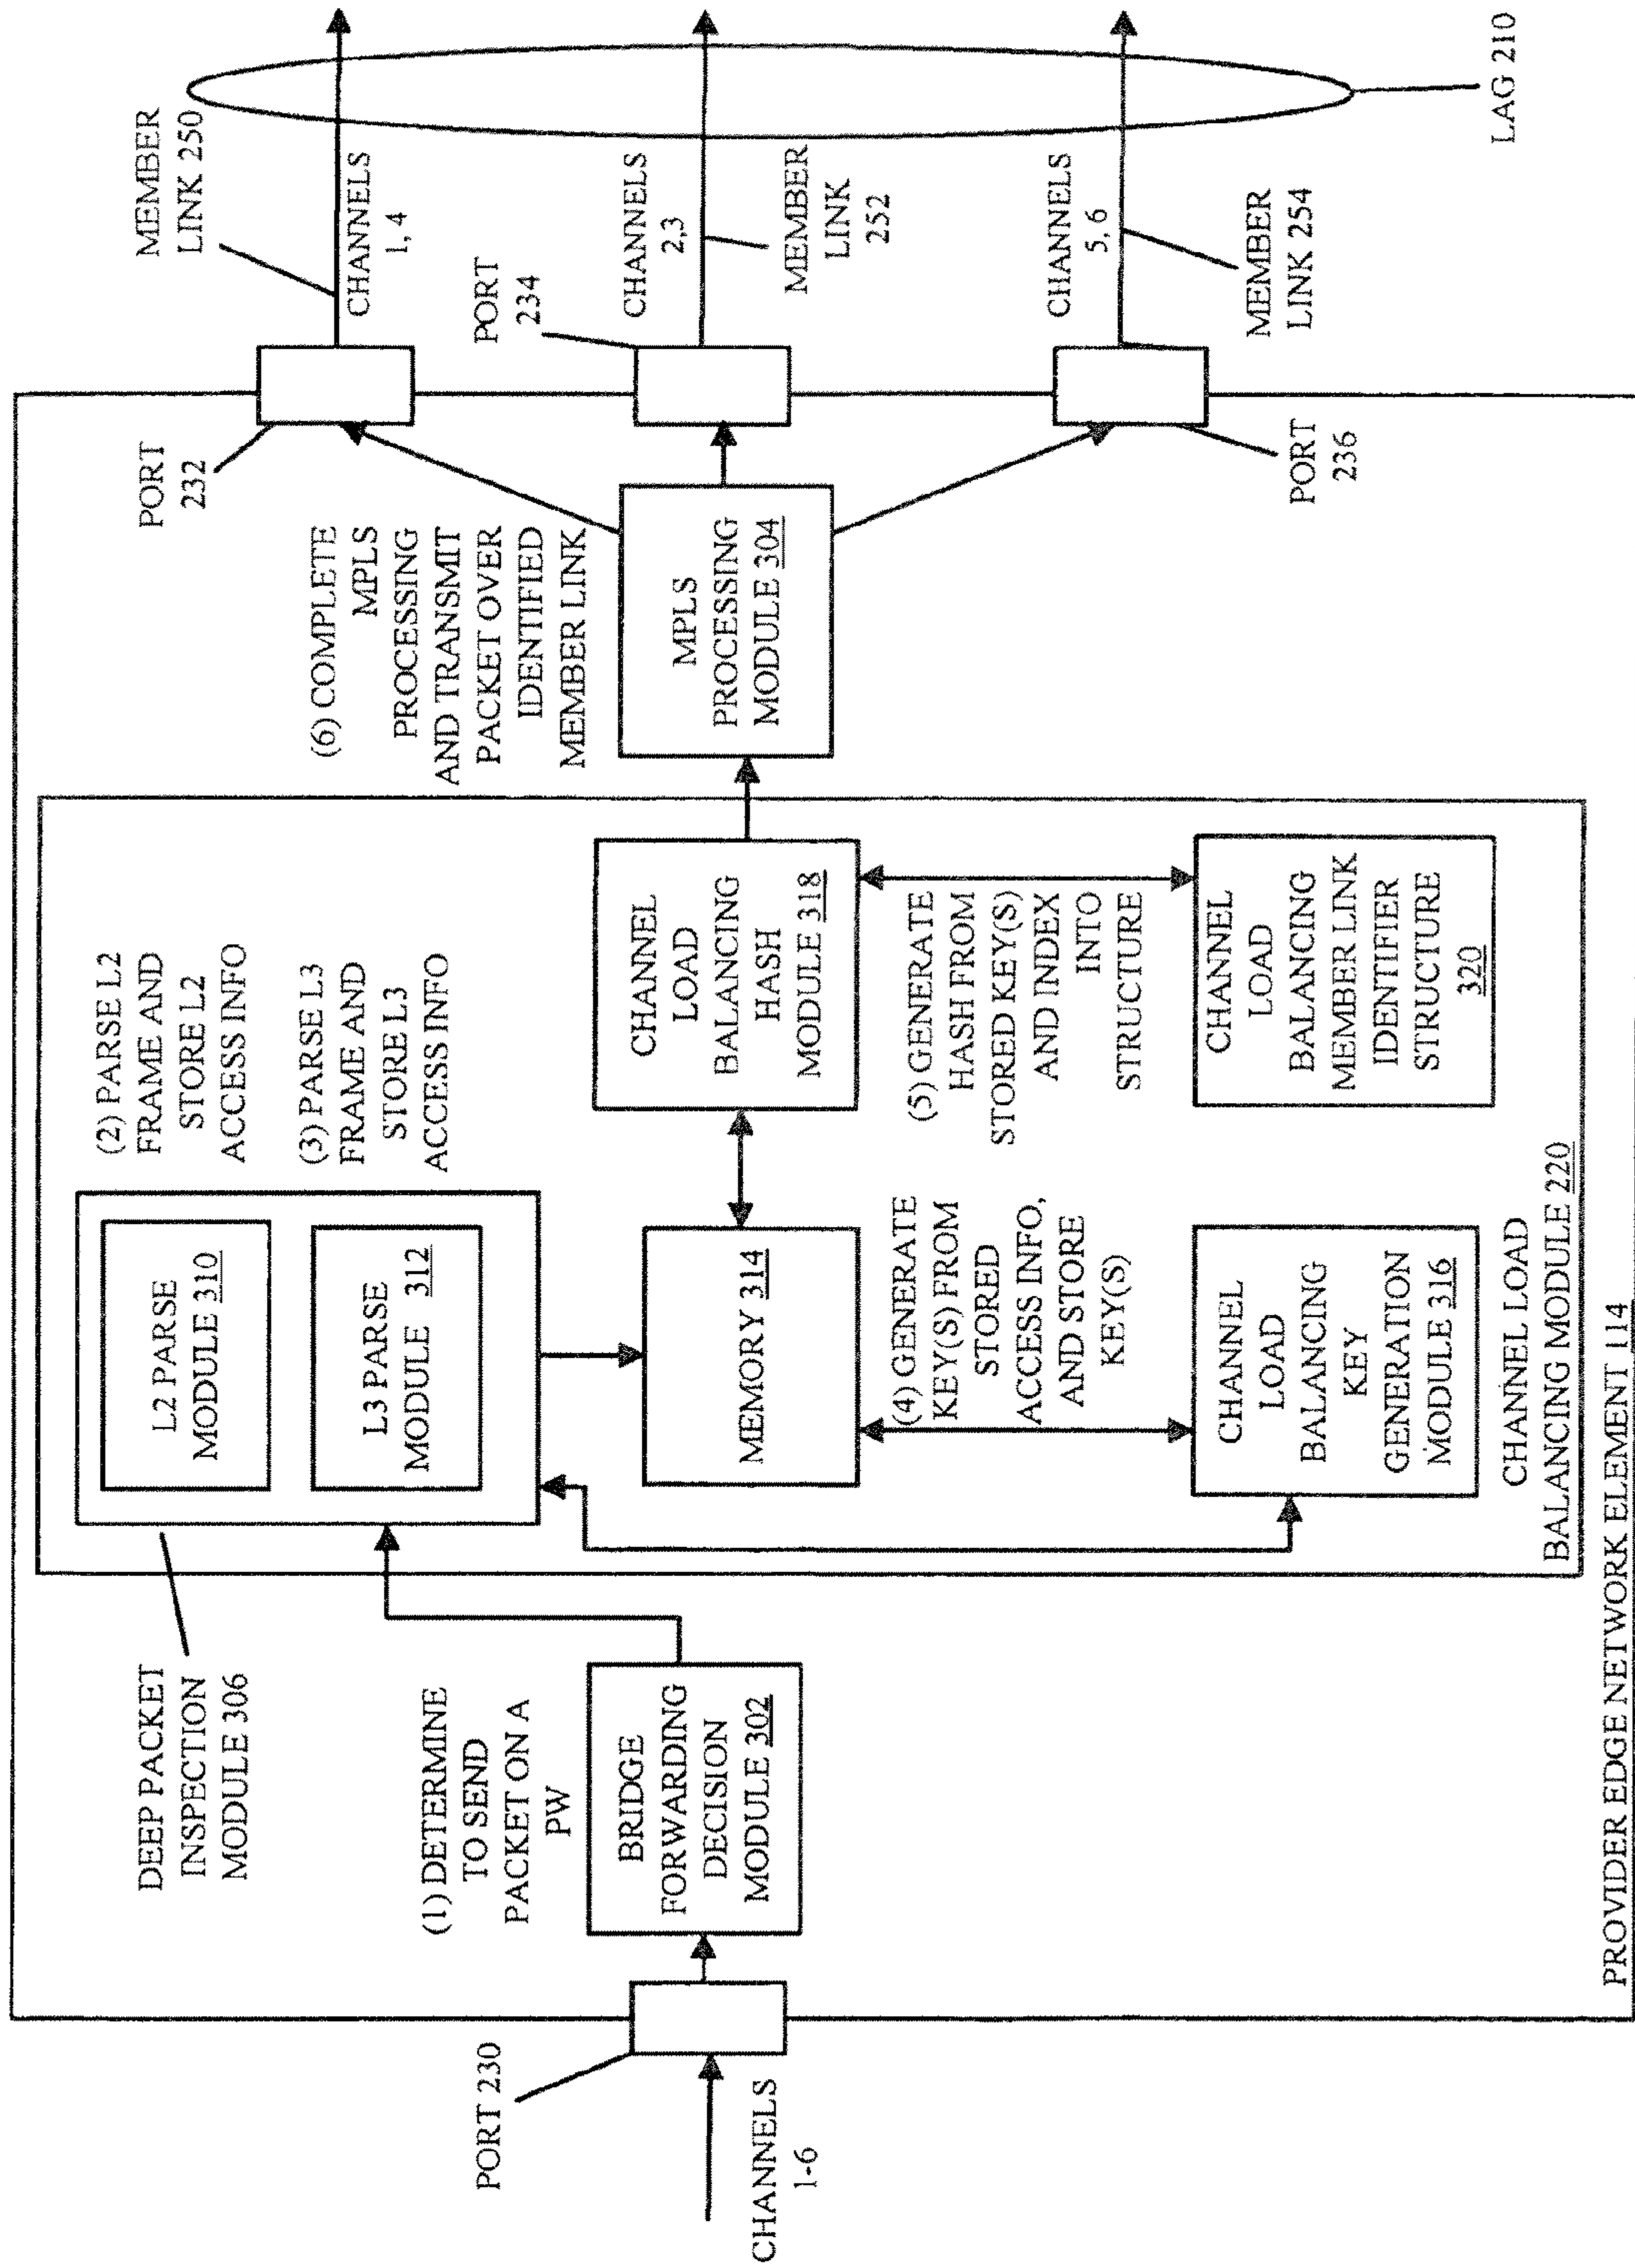 PORT 230
CHANNELS
1-6
(1) DETERMINE
TO SEND
PACKET ON A
PW
BRIDGE
FORWARDING
DECISION
MODULE 302
DEEP PACKET
INSPECTION
MODULE 306
L2 PARSE
MODULE 310
L3 PARSE
MODULE 312
(2) PARSE L2
FRAME AND
STORE L2
ACCESS INFO
(3) PARSE L3
FRAME AND
STORE L3
ACCESS INFO
MEMORY 314
(4) GENERATE
KEY(S) FROM
STORED
ACCESS INFO,
AND STORE
KEY(S)
CHANNEL
LOAD
BALANCING
KEY
GENERATION
MODULE 316
CHANNEL
LOAD
BALANCING
HASH
MODULE 318
(5) GENERATE
HASH FROM
STORED KEY(S)
AND INDEX
INTO
STRUCTURE
CHANNEL
LOAD
BALANCING
MEMBER LINK
IDENTIFIER
STRUCTURE
320
CHANNEL LOAD
BALANCING MODULE 220
PROVIDER EDGE NETWORK ELEMENT 114
(6) COMPLETE
MPLS
PROCESSING
AND TRANSMIT
PACKET OVER
IDENTIFIED
MEMBER LINK
MPLS
PROCESSING
MODULE 304
PORT
232
PORT
234
PORT
236
MEMBER
LINK 250
CHANNELS
1, 4
CHANNELS
2,3
MEMBER
LINK
252
CHANNELS
5, 6
MEMBER
LINK 254
LAG 210